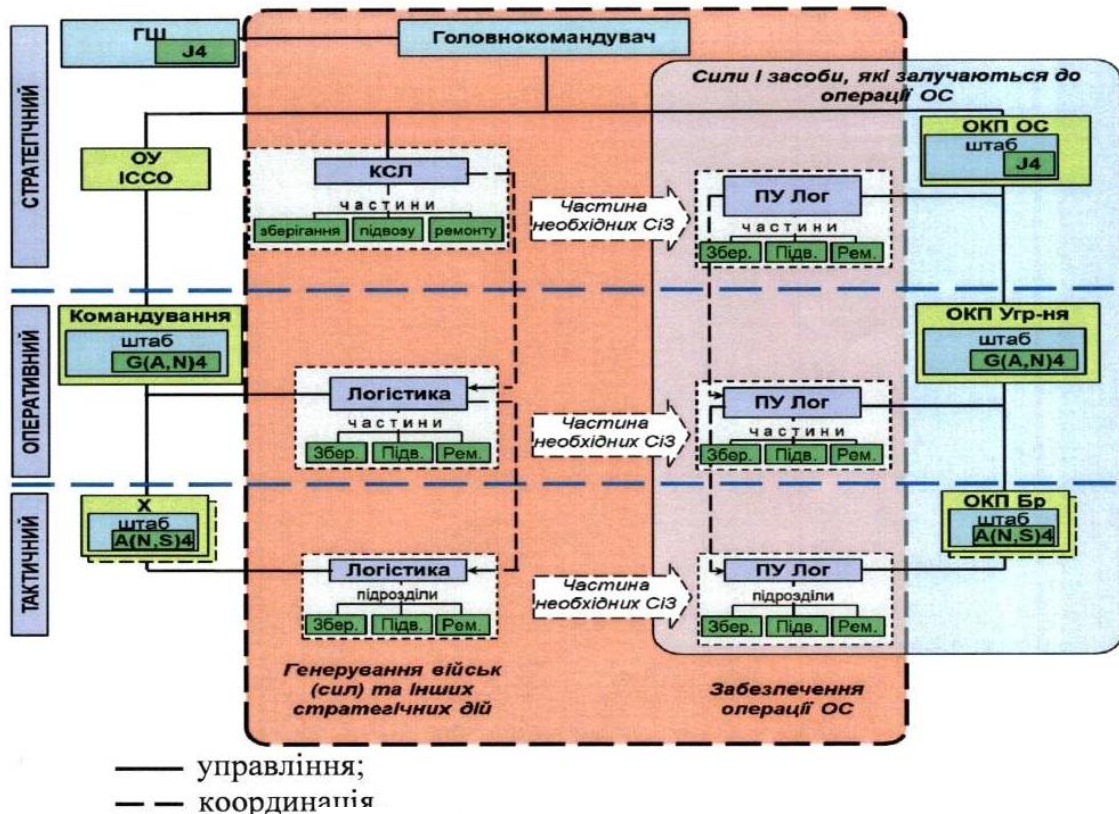 ГШ
J4
Головнокомандувач
Сили і засоби, які залучаються до
операції ОС
СТРАТЕГІЧНИЙ
ОУ
ІССО
КСЛ
частини
зберігання
підвозу
ремонту
Частина
необхідних СіЗ
ПУ Лог
частини
Збер.
Підв.
Рем.
ОКП ОС
штаб
J4
ОПЕРАТИВНИЙ
Командування
штаб
G(A,N)4
Логістика
частини
Збер.
Підв.
Рем.
Частина
необхідних СіЗ
ПУ Лог
частини
Збер.
Підв.
Рем.
ОКП Угр-ня
штаб
G(A,N)4
ТАКТИЧНИЙ
Х
штаб
A(N,S)4
Логістика
підрозділи
Збер.
Підв.
Рем.
Частина
необхідних СіЗ
ПУ Лог
підрозділи
Збер.
Підв.
Рем.
ОКП Бр
штаб
A(N,S)4
Генерування військ
(сил) та інших
стратегічних дій
Забезпечення
операції ОС
управління;
координація